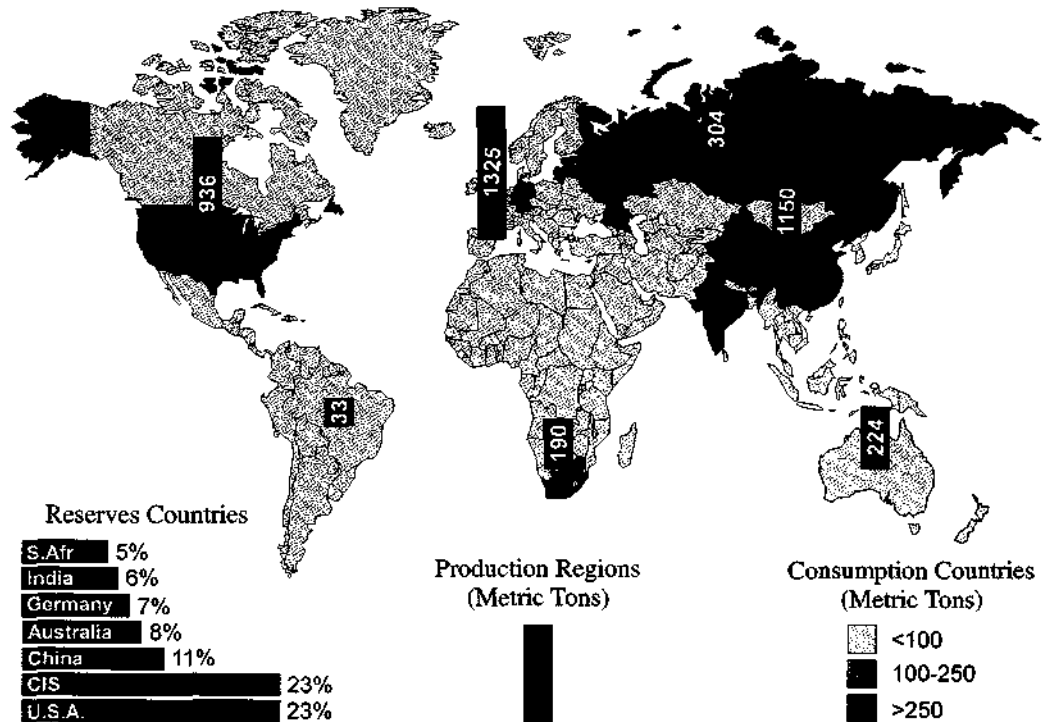 304
936
1325
1150
33
190
224
Reserves Countries
S.Afr 5%
India 6%
Germany 7%
Australia 8%
China 11%
CIS 23%
U.S.A. 23%
Production Regions
(Metric Tons)
Consumption Countries
(Metric Tons)
<100
100-250
>250